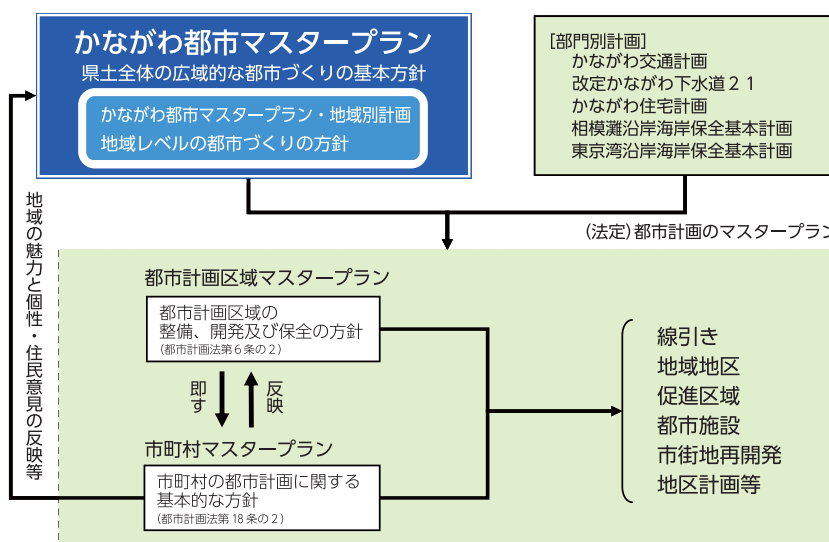 かながわ都市マスタープラン
県土全体の広域的な都市づくりの基本方針
かながわ都市マスタープラン・地域別計画
地域レベルの都市づくりの方針
[部門別計画]
かながわ交通計画
改定かながわ下水道21
かながわ住宅計画
相模灘沿岸海岸保全基本計画
東京湾沿岸海岸保全基本計画
地域の魅力と個性・住民意見の反映等
(法定)都市計画のマスタープラン
都市計画区域マスタープラン
都市計画区域の
整備、開発及び保全の方針
(都市計画法第6条の2)
即す
反映
市町村マスタープラン
市町村の都市計画に関する
基本的な方針
(都市計画法第18条の2)
線引き
地域地区
促進区域
都市施設
市街地再開発
地区計画等